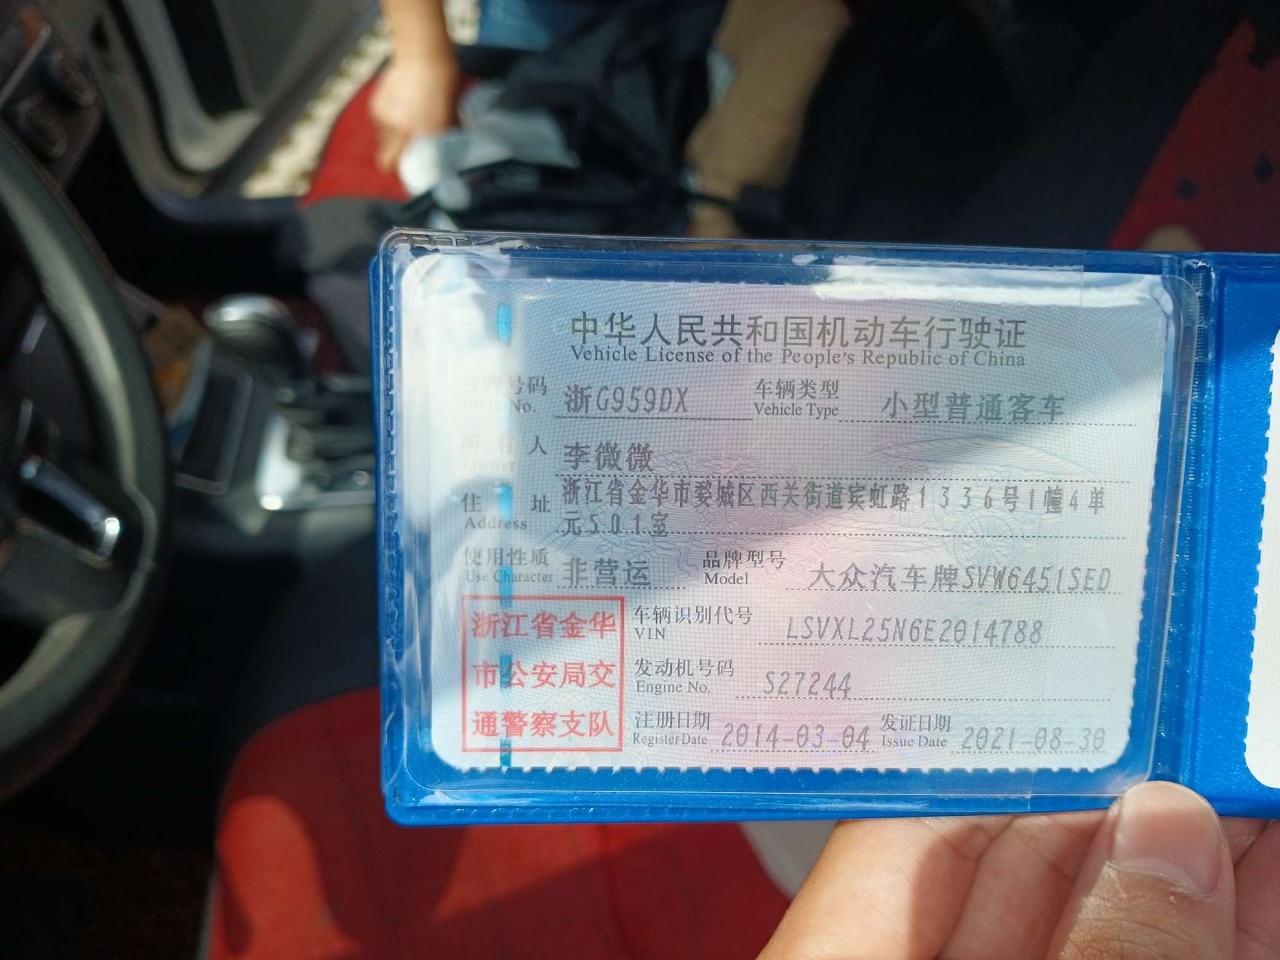 中华人民共和国机动车行驶证
Vehicle License of the People's Republic of China
号牌号码 浙G959DX 车辆类型 小型普通客车
Plate No. Vehicle Type
所有人 李微微
Owner
住址 浙江省金华市婺城区西关街道宾虹路1336号1幢4单
Address 元501室
使用性质 非营运 品牌型号 大众汽车牌SVW6451SED
Use Character Model
浙江省金华
市公安局交
通警察支队
车辆识别代号 LSVXL25N6E2014788
VIN
发动机号码 S27244
Engine No.
注册日期 2014-03-04 发证日期 2021-08-30
Register Date Issue Date